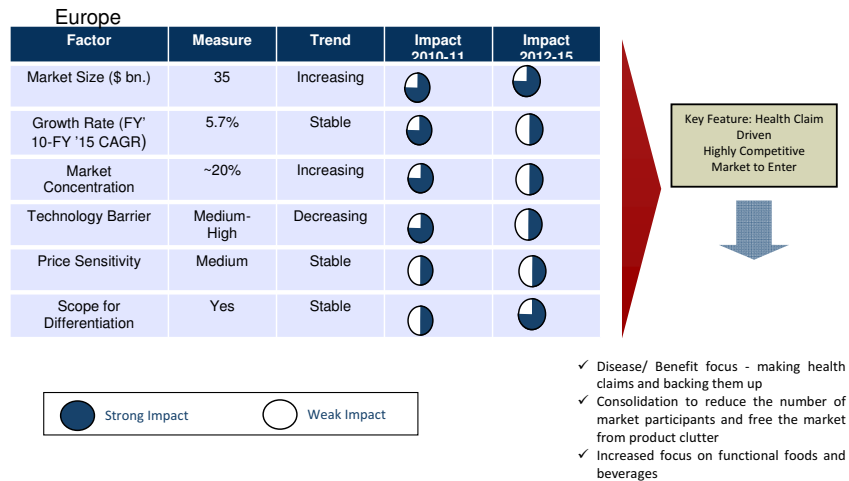 Europe
Factor Measure Trend Impact Impact
2010-11 2012-15
Market Size ($ bn.) 35 Increasing
Growth Rate (FY' 5.7% Stable
10-FY '15 CAGR)
Market ~20% Increasing
Concentration
Technology Barrier Medium- Decreasing
High
Price Sensitivity Medium Stable
Scope for Yes Stable
Differentiation
Key Feature: Health Claim
Driven
Highly Competitive
Market to Enter
✓ Disease/ Benefit focus - making health
claims and backing them up
✓ Consolidation to reduce the number of
market participants and free the market
from product clutter
✓ Increased focus on functional foods and
beverages
Strong Impact Weak Impact